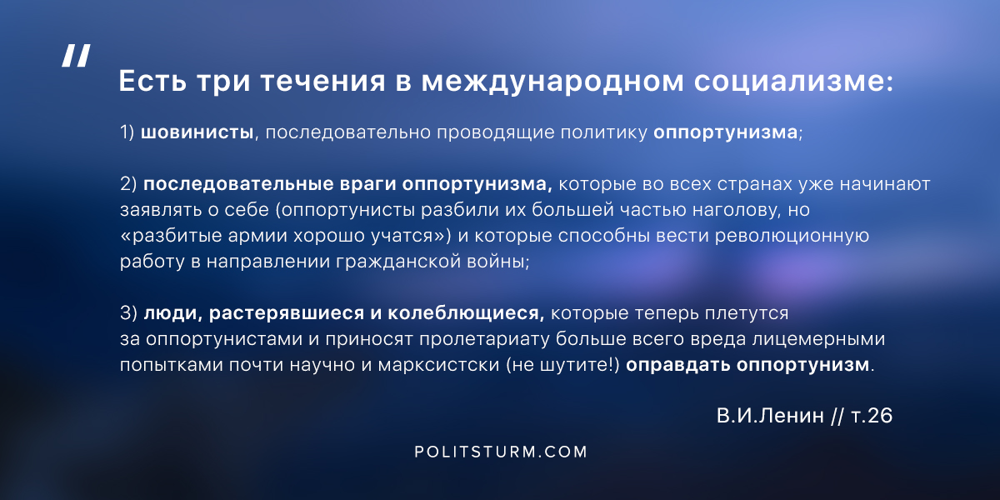 "
Есть три течения в международном социализме:
1) шовинисты, последовательно проводящие политику оппортунизма;
2) последовательные враги оппортунизма, которые во всех странах уже начинают
заявлять о себе (оппортунисты разбили их большей частью наголову, но
«разбитые армии хорошо учатся») и которые способны вести революционную
работу в направлении гражданской войны;
3) люди, растерявшиеся и колеблющиеся, которые теперь плетутся
за оппортунистами и приносят пролетариату больше всего вреда лицемерными
попытками почти научно и марксистски (не шутите!) оправдать оппортунизм.
В.И.Ленин // т.26
POLITSTURM.COM